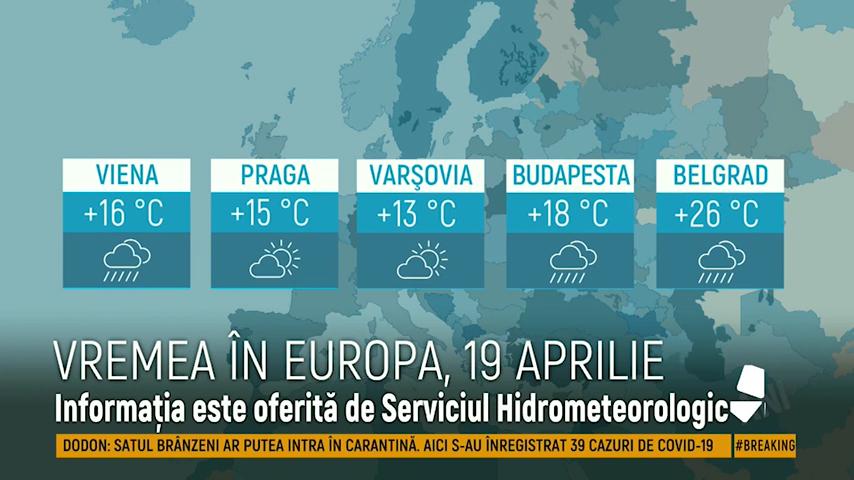 VIENA PRAGA VARŞOVIA BUDAPESTA BELGRAD
+16 °C +15 °C +13 °C +18 °C +26 °C
VREMEA ÎN EUROPA, 19 APRILIE
Informația este oferită de Serviciul Hidrometeorologic
DODON: SATUL BRÂNZENI AR PUTEA INTRA ÎN CARANTINĂ. AICI S-AU ÎNREGISTRAT 39 CAZURI DE COVID-19 #BREAKING